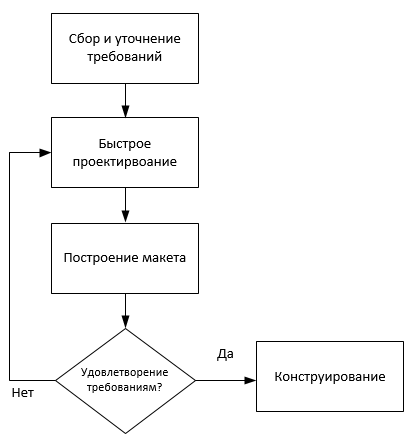 Сбор и уточнение
требований
Быстрое
проектирвоание
Построение макета
Удовлетворение
требованиям?
Да
Нет
Конструирование